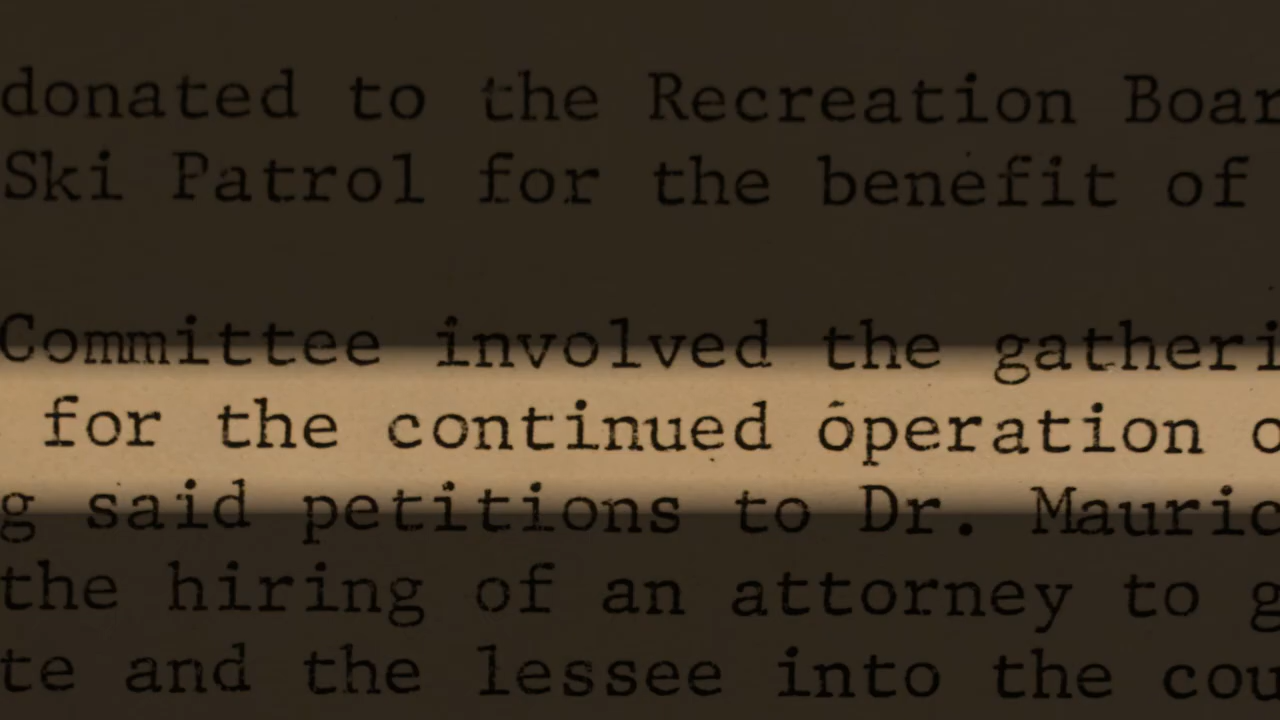 donated to the Recreation Boar
Ski Patrol for the benefit of
Committee involved the gatheri
for the continued operation o
g said petitions to Dr. Mauric
the hiring of an attorney to g
te and the lessee into the cou